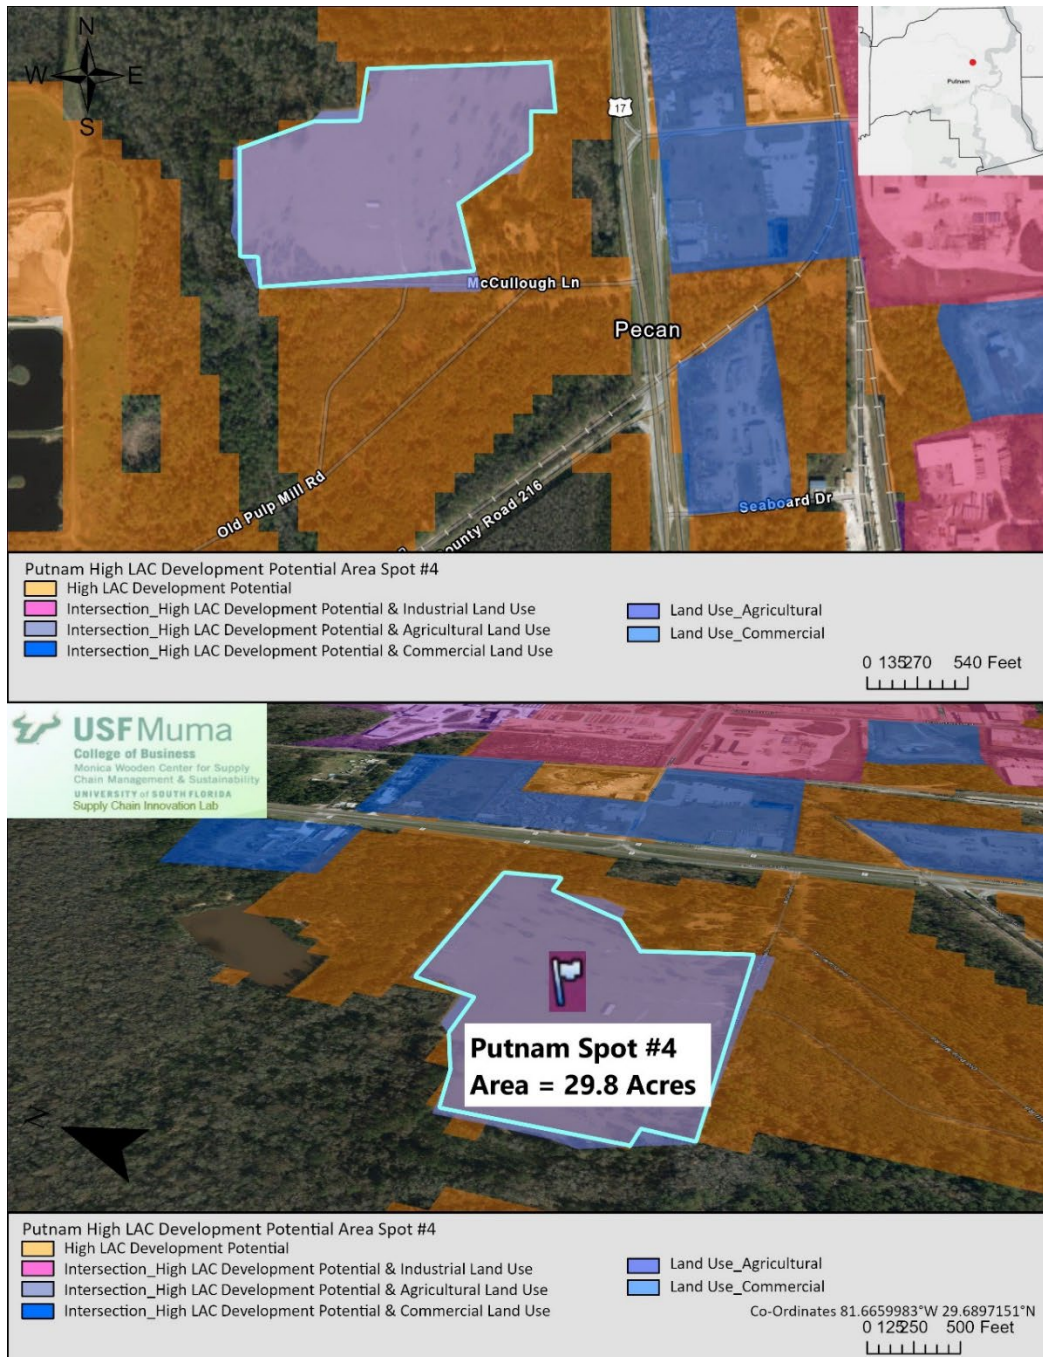 N
W E
S
17
Putnam
McCullough Ln
Pecan
Old Pulp Mill Rd
County Road 216
Seaboard Dr
Putnam High LAC Development Potential Area Spot #4
High LAC Development Potential
Intersection_High LAC Development Potential & Industrial Land Use
Intersection_High LAC Development Potential & Agricultural Land Use
Intersection_High LAC Development Potential & Commercial Land Use
Land Use_Agricultural
Land Use_Commercial
0 135270 540 Feet
USF Muma
College of Business
Monica Wooden Center for Supply
Chain Management & Sustainability
UNIVERSITY of SOUTH FLORIDA
Supply Chain Innovation Lab
Putnam Spot #4
Area = 29.8 Acres
N
Putnam High LAC Development Potential Area Spot #4
High LAC Development Potential
Intersection_High LAC Development Potential & Industrial Land Use
Intersection_High LAC Development Potential & Agricultural Land Use
Intersection_High LAC Development Potential & Commercial Land Use
Land Use_Agricultural
Land Use_Commercial
Co-Ordinates 81.6659983°W 29.6897151°N
0 125250 500 Feet